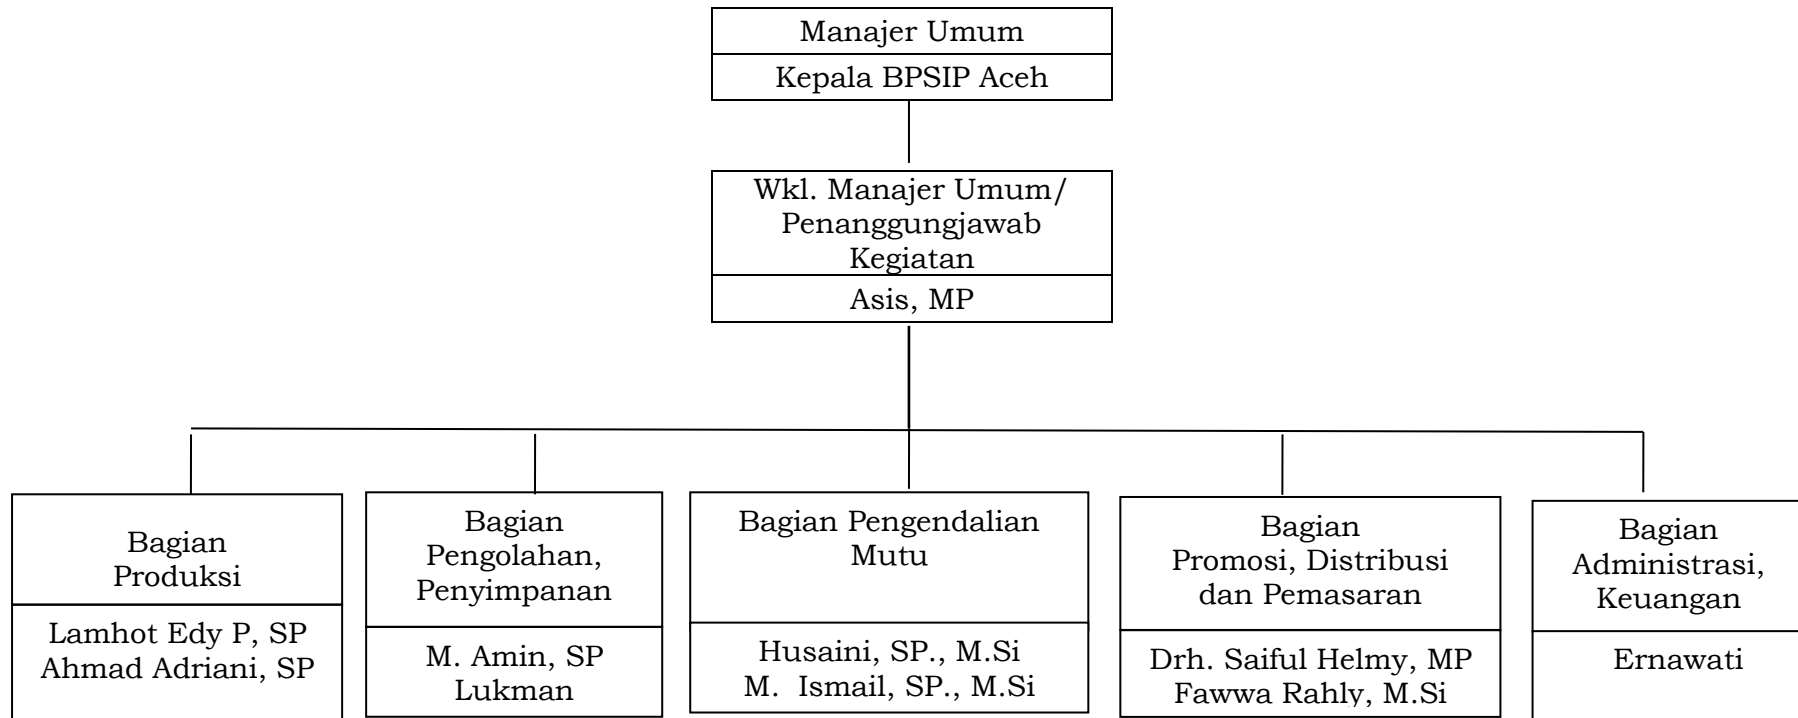 Manajer Umum
Kepala BPSIP Aceh
Wkl. Manajer Umum/
Penanggungjawab
Kegiatan
Asis, MP
Bagian
Produksi
Lamhot Edy P, SP
Ahmad Adriani, SP
Bagian
Pengolahan,
Penyimpanan
M. Amin, SP
Lukman
Bagian Pengendalian
Mutu
Husaini, SP., M.Si
M. Ismail, SP., M.Si
Bagian
Promosi, Distribusi
dan Pemasaran
Drh. Saiful Helmy, MP
Fawwa Rahly, M.Si
Bagian
Administrasi,
Keuangan
Ernawati